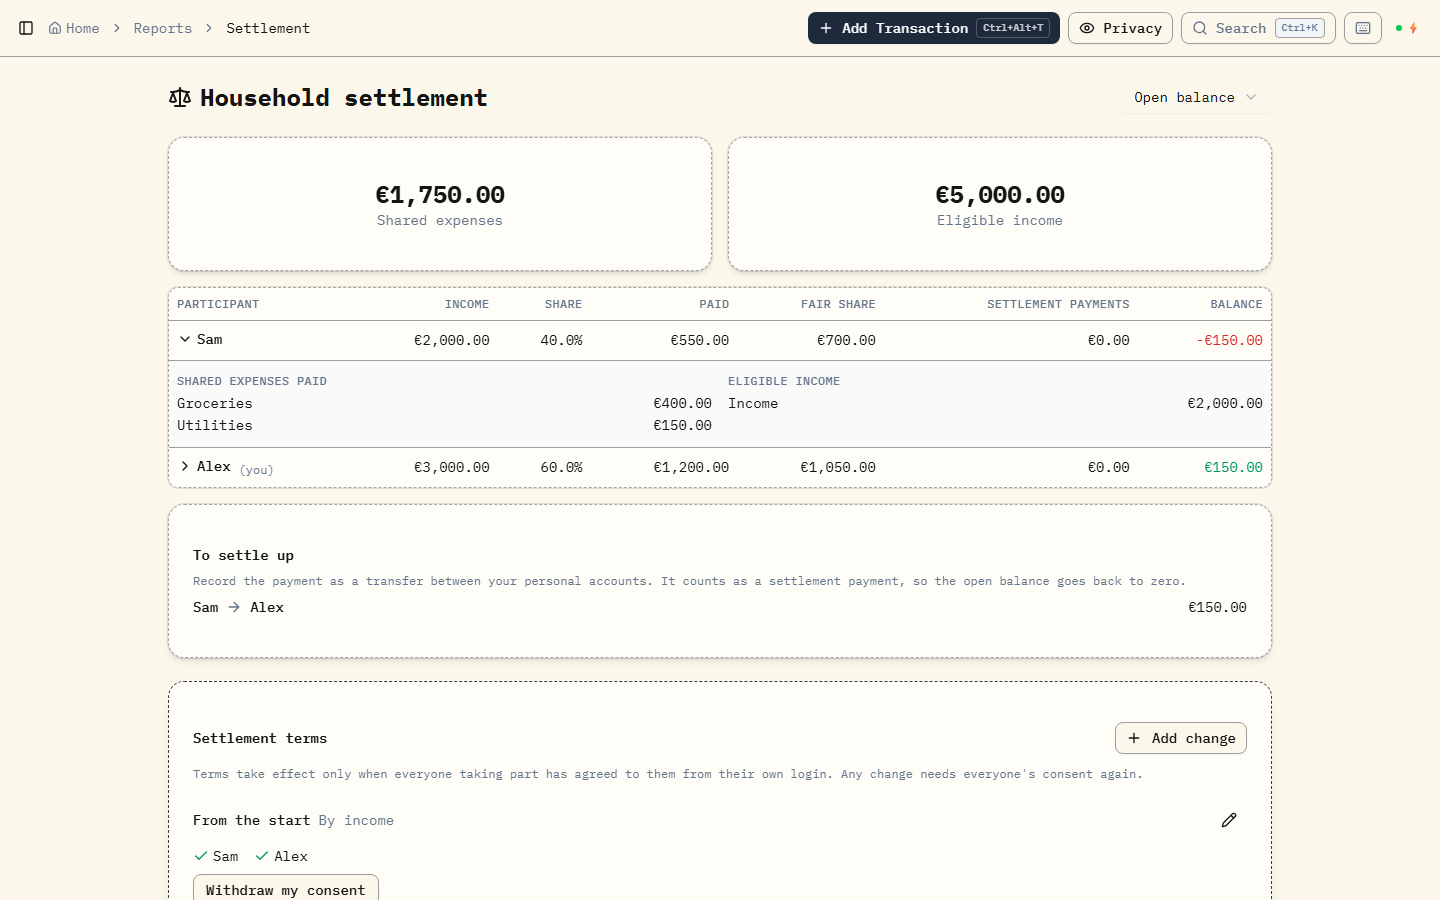 Home > Reports > Settlement
+ Add Transaction Ctrl+Alt+T Privacy Search Ctrl+K
Household settlement
Open balance
€1,750.00
Shared expenses
€5,000.00
Eligible income
PARTICIPANT INCOME SHARE PAID FAIR SHARE SETTLEMENT PAYMENTS BALANCE
Sam €2,000.00 40.0% €550.00 €700.00 €0.00 -€150.00
SHARED EXPENSES PAID ELIGIBLE INCOME
Groceries €400.00 Income €2,000.00
Utilities €150.00
Alex (you) €3,000.00 60.0% €1,200.00 €1,050.00 €0.00 €150.00
To settle up
Record the payment as a transfer between your personal accounts. It counts as a settlement payment, so the open balance goes back to zero.
Sam → Alex €150.00
Settlement terms
+ Add change
Terms take effect only when everyone taking part has agreed to them from their own login. Any change needs everyone's consent again.
From the start By income
Sam Alex
Withdraw my consent